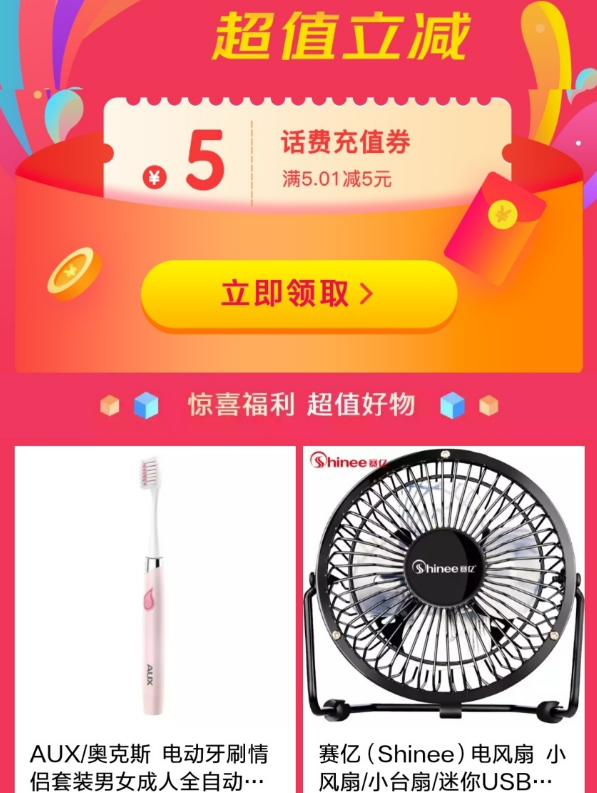 超值立减
¥ 5 话费充值券
满5.01减5元
立即领取 >
惊喜福利 超值好物
AUX
Shinee 赛亿
Shinee 赛亿
AUX/奥克斯 电动牙刷情
侣套装男女成人全自动…
赛亿（Shinee）电风扇 小
风扇/小台扇/迷你USB…